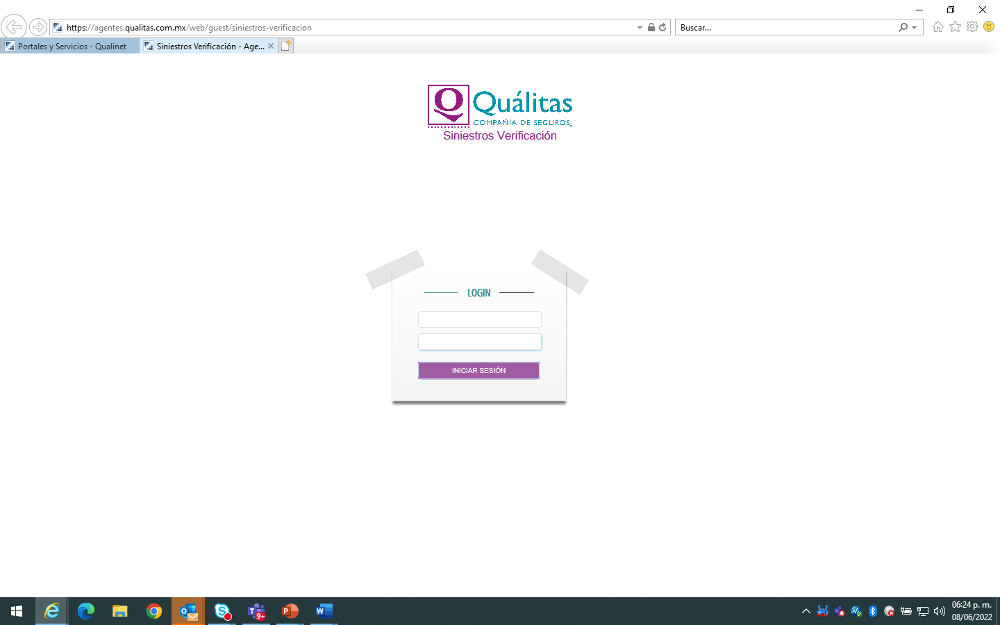 https://agentes.qualitas.com.mx/web/guest/siniestros-verificacion
Buscar...
Portales y Servicios - Qualinet
Siniestros Verificación - Age...
Q Quálitas
COMPAÑÍA DE SEGUROS
Siniestros Verificación
LOGIN
INICIAR SESIÓN
9+
06:24 p. m.
08/06/2022